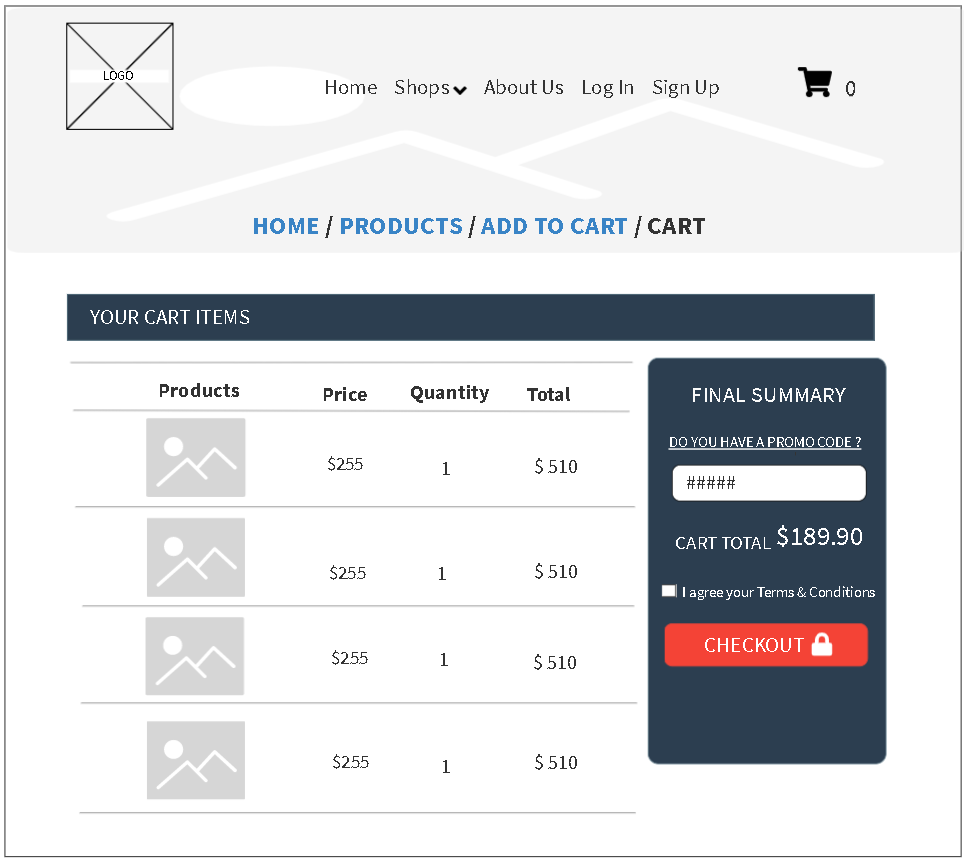 LOGO
Home Shops About Us Log In Sign Up 0
HOME / PRODUCTS / ADD TO CART / CART
YOUR CART ITEMS
Products Price Quantity Total
$255 1 $ 510
$255 1 $ 510
$255 1 $ 510
$255 1 $ 510
FINAL SUMMARY
DO YOU HAVE A PROMO CODE ?
#####
CART TOTAL $189.90
I agree your Terms & Conditions
CHECKOUT